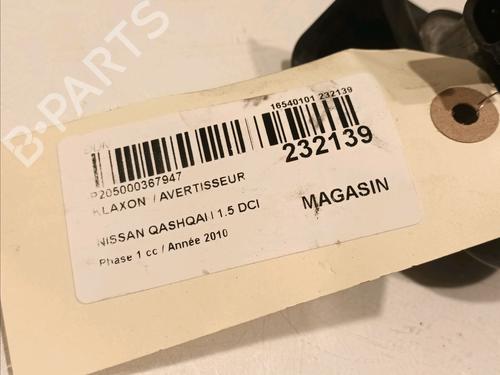 B-PARTS
16540101 232139
P205000367947
232139
KLAXON / AVERTISSEUR
MAGASIN
NISSAN QASHQAI I 1.5 DCI
Phase 1 cc / Année 2010